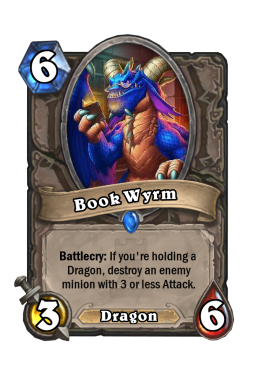 6
Book Wyrm
Battlecry: If you're holding a
Dragon, destroy an enemy
minion with 3 or less Attack.
3
Dragon
6